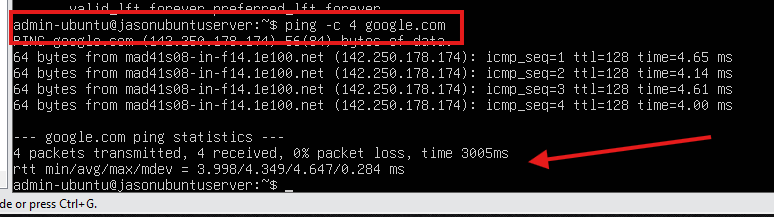 valid_lft forever preferred_lft forever
admin-ubuntu@jasonubuntuserver:~$ ping -c 4 google.com
PING google.com (142.250.178.174) 56(84) bytes of data.
64 bytes from mad41s08-in-f14.1e100.net (142.250.178.174): icmp_seq=1 ttl=128 time=4.65 ms
64 bytes from mad41s08-in-f14.1e100.net (142.250.178.174): icmp_seq=2 ttl=128 time=4.14 ms
64 bytes from mad41s08-in-f14.1e100.net (142.250.178.174): icmp_seq=3 ttl=128 time=4.61 ms
64 bytes from mad41s08-in-f14.1e100.net (142.250.178.174): icmp_seq=4 ttl=128 time=4.00 ms
--- google.com ping statistics ---
4 packets transmitted, 4 received, 0% packet loss, time 3005ms
rtt min/avg/max/mdev = 3.998/4.349/4.647/0.284 ms
admin-ubuntu@jasonubuntuserver:~$ _
de or press Ctrl+G.